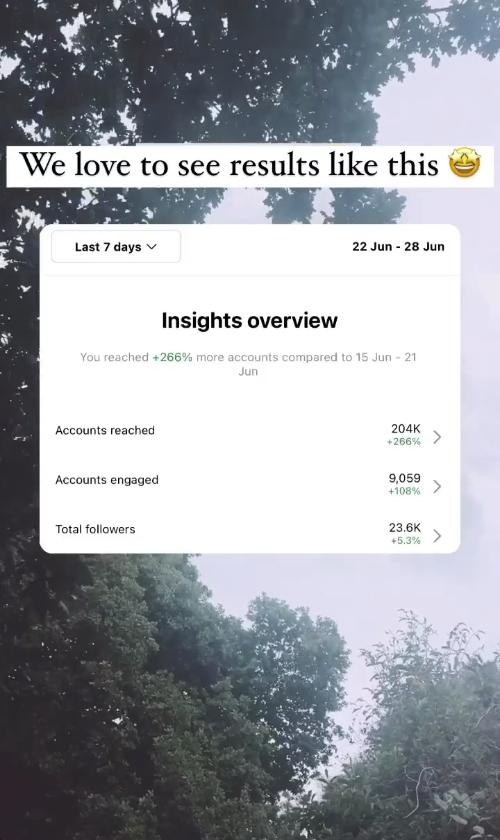 We love to see results like this 🤩
Last 7 days
22 Jun - 28 Jun
Insights overview
You reached +266% more accounts compared to 15 Jun - 21
Jun
Accounts reached
204K
+266%
Accounts engaged
9,059
+108%
Total followers
23.6K
+5.3%